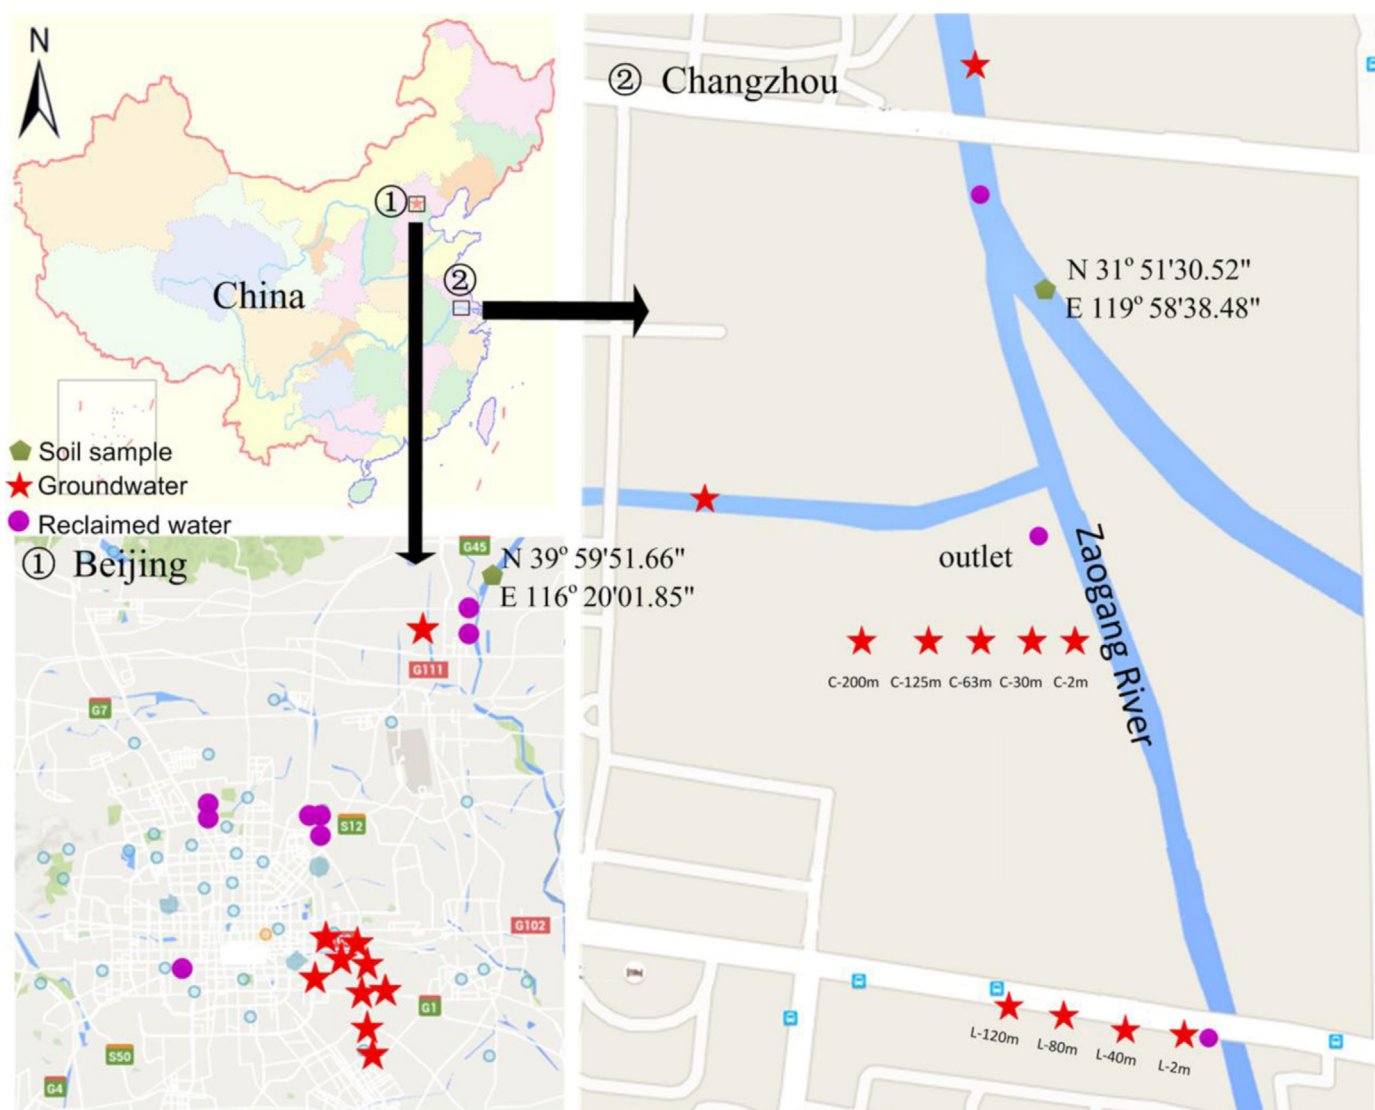 N
China
①
②
Soil sample
Groundwater
Reclaimed water
① Beijing
G45
N 39° 59'51.66"
E 116° 20'01.85"
G111
G7
S12
G102
G1
S50
G4
② Changzhou
N 31° 51'30.52"
E 119° 58'38.48"
outlet
Zaogang River
C-200m C-125m C-63m C-30m C-2m
L-120m
L-80m
L-40m
L-2m